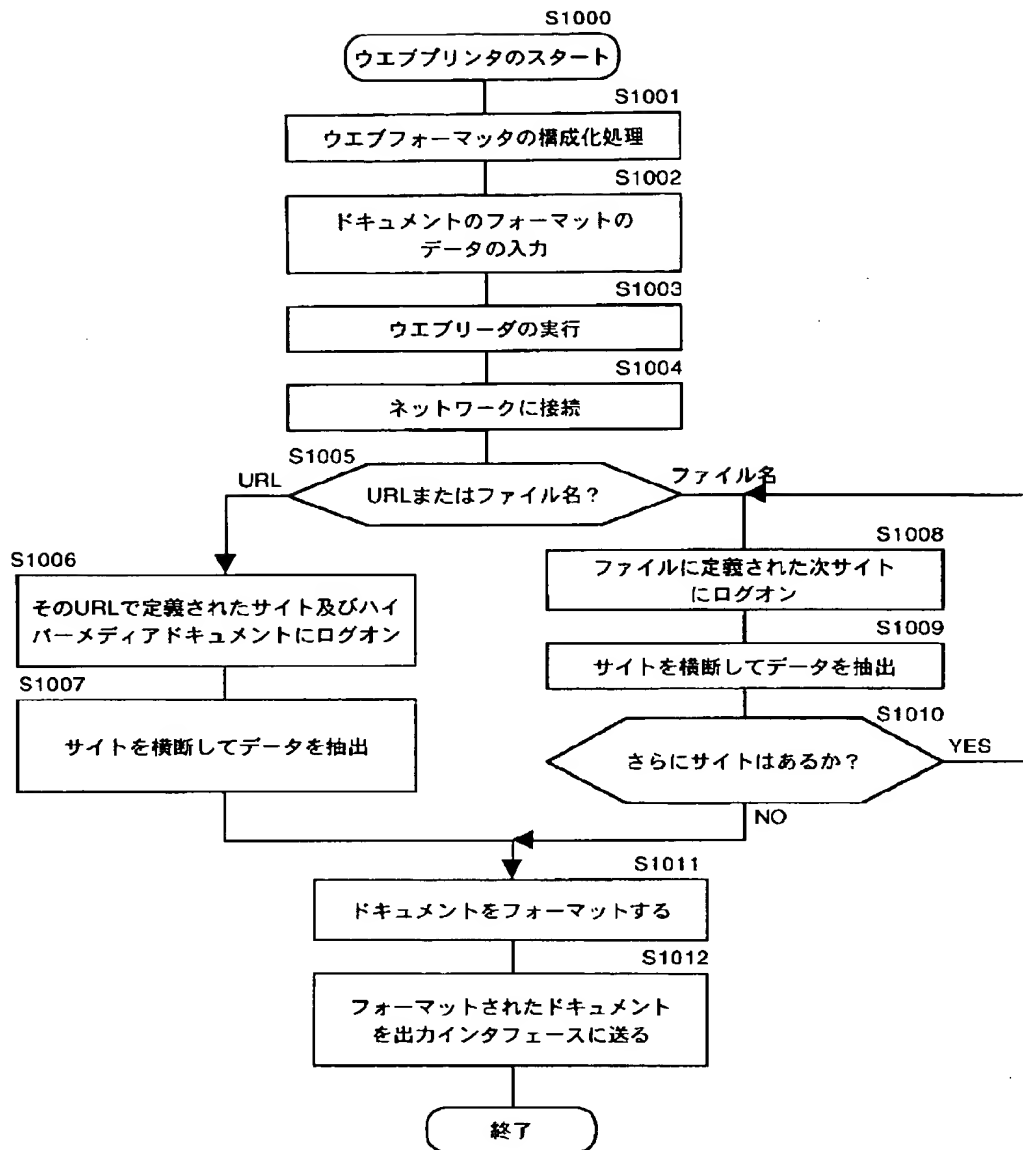 S1000
ウエブプリンタのスタート
S1001
ウエブフォーマッタの構成化処理
S1002
ドキュメントのフォーマットの
データの入力
S1003
ウエブリーダの実行
S1004
ネットワークに接続
S1005
URLまたはファイル名？
URL
ファイル名
S1006
そのURLで定義されたサイト及びハイ
パーメディアドキュメントにログオン
S1007
サイトを横断してデータを抽出
S1008
ファイルに定義された次サイト
にログオン
S1009
サイトを横断してデータを抽出
S1010
さらにサイトはあるか？
YES
NO
S1011
ドキュメントをフォーマットする
S1012
フォーマットされたドキュメント
を出力インタフェースに送る
終了